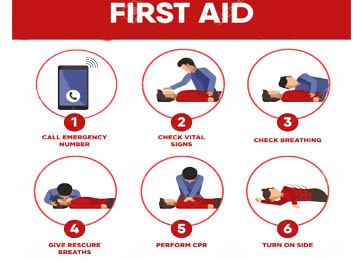 FIRST AID
1
CALL EMERGENCY
NUMBER
2
CHECK VITAL
SIGNS
3
CHECK BREATHING
4
GIVE RESCURE
BREATHS
5
PERFORM CPR
6
TURN ON SIDE